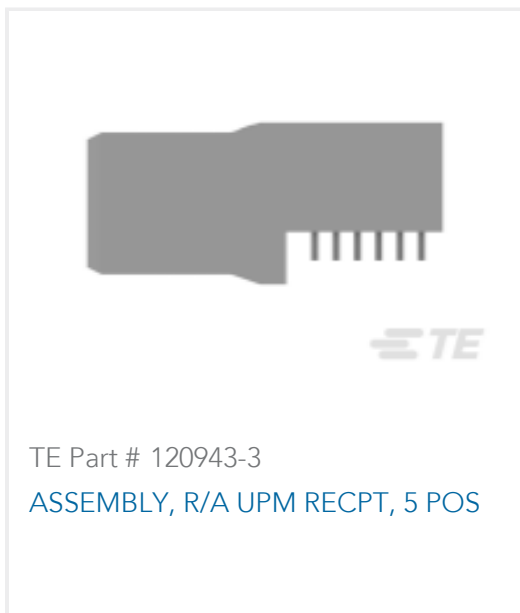 TE
TE Part # 120943-3
ASSEMBLY, R/A UPM RECPT, 5 POS